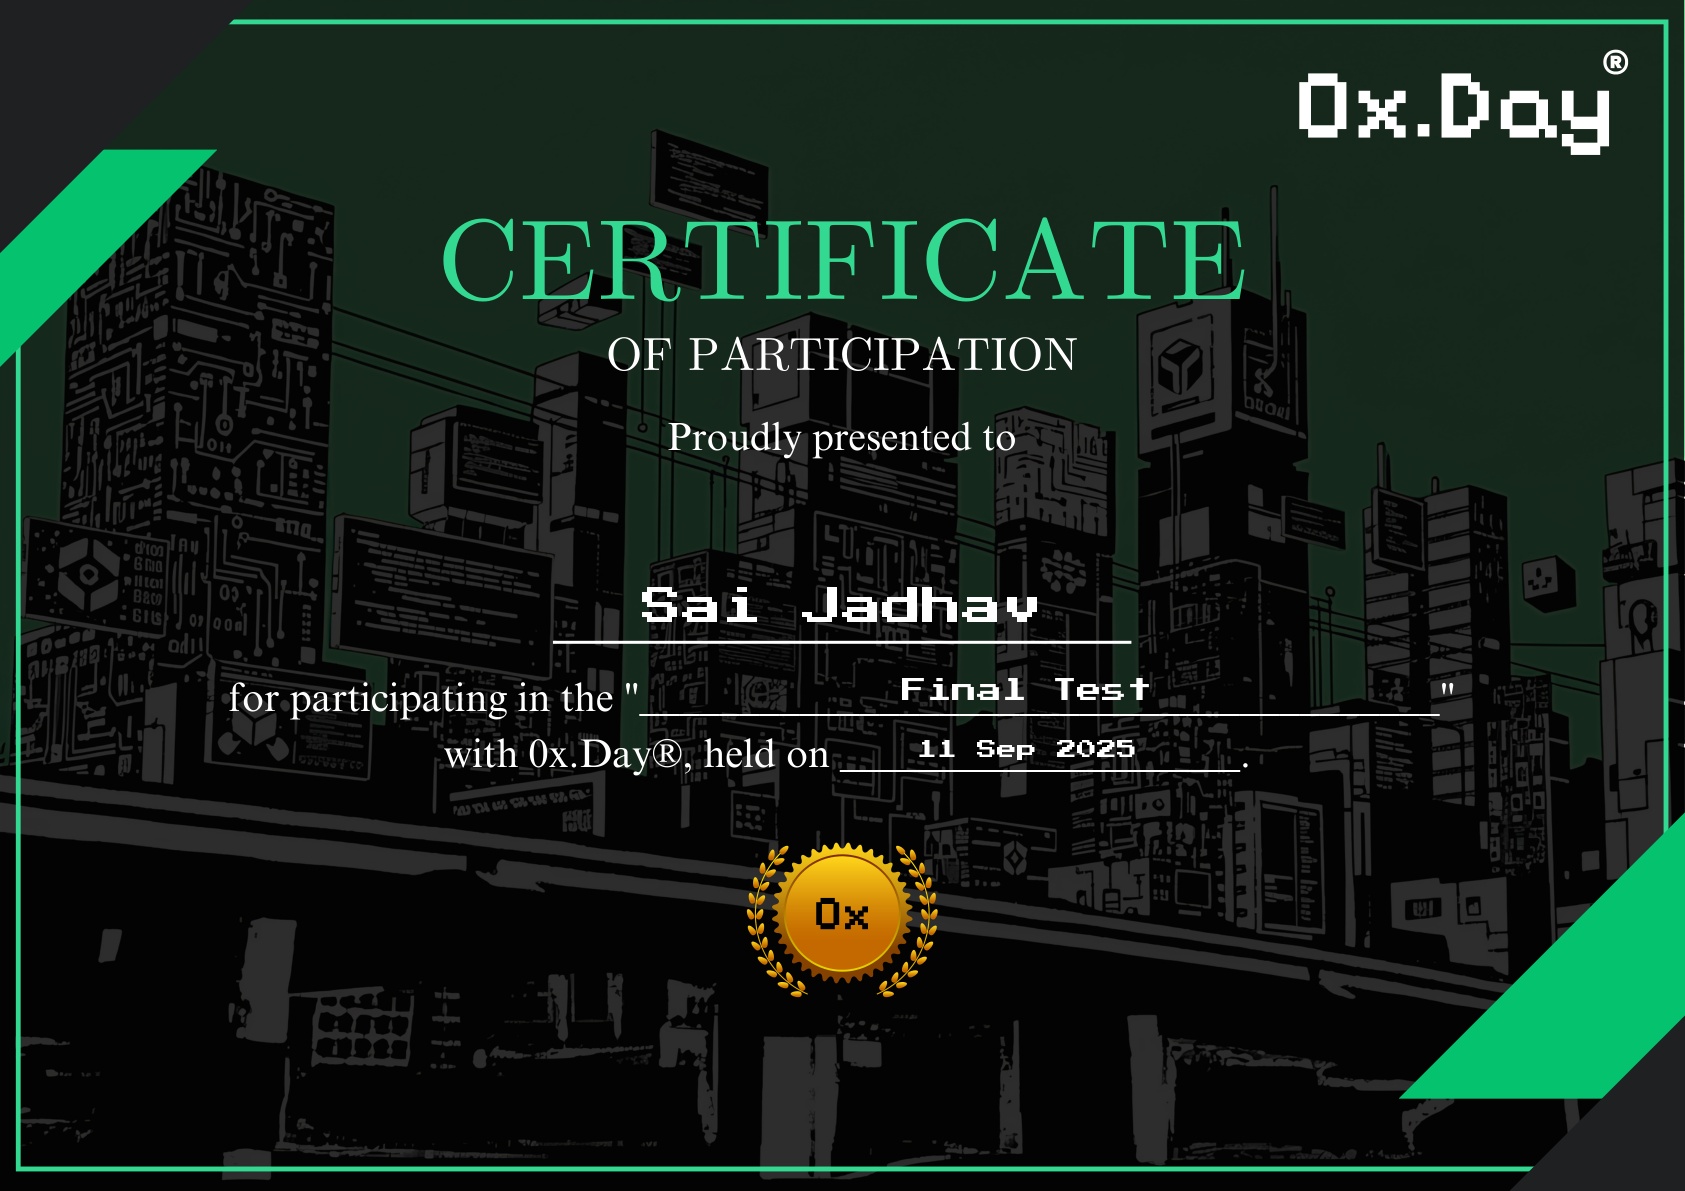 0x.Day®
CERTIFICATE
OF PARTICIPATION
Proudly presented to
Sai Jadhav
for participating in the "Final Test"
with 0x.Day®, held on 11 Sep 2025.
0x